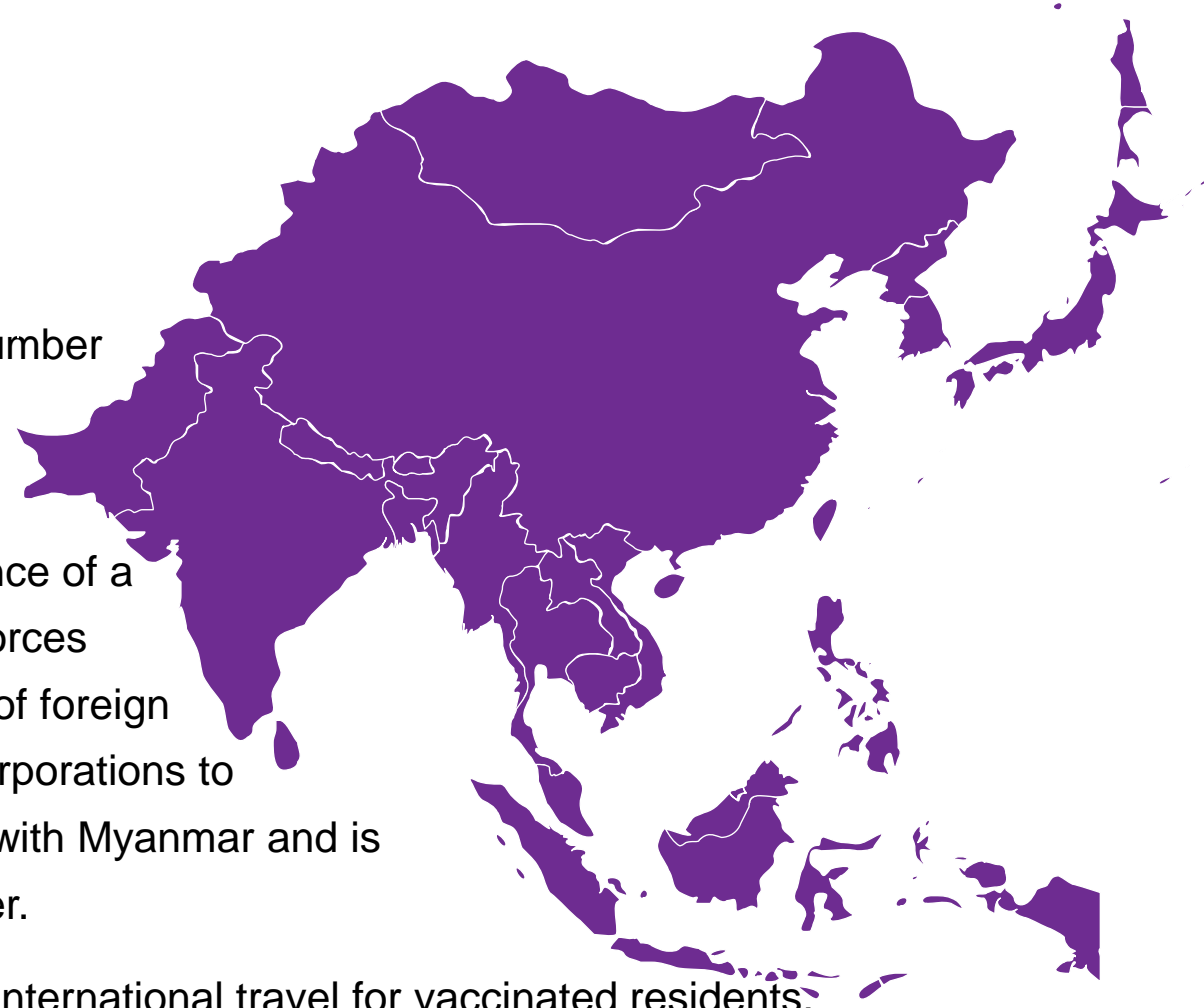 umber
nce of a
orces
of foreign
rporations to
with Myanmar and is
er.
international travel for vaccinated residents.